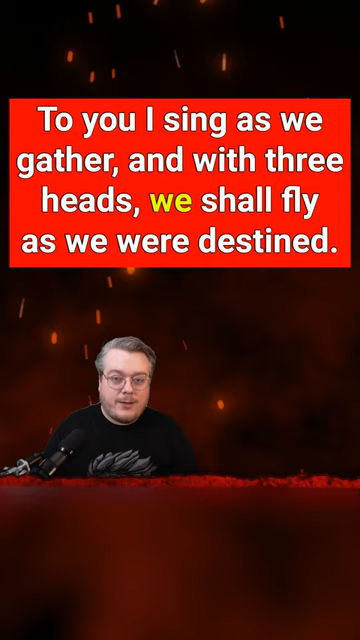 To you I sing as we
gather, and with three
heads, we shall fly
as we were destined.